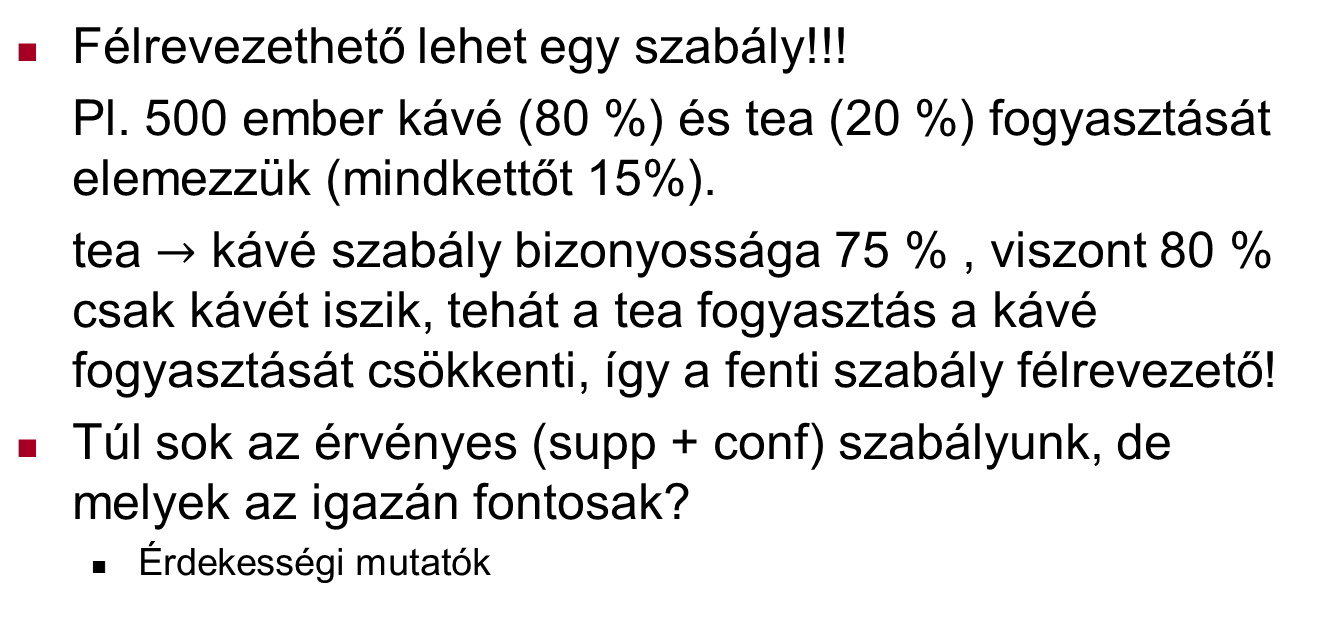 Félrevezethető lehet egy szabály!!!
Pl. 500 ember kávé (80 %) és tea (20 %) fogyasztását
elemezzük (mindkettőt 15%).
tea → kávé szabály bizonyossága 75 % , viszont 80 %
csak kávét iszik, tehát a tea fogyasztás a kávé
fogyasztását csökkenti, így a fenti szabály félrevezető!
Túl sok az érvényes (supp + conf) szabályunk, de
melyek az igazán fontosak?
Érdekességi mutatók